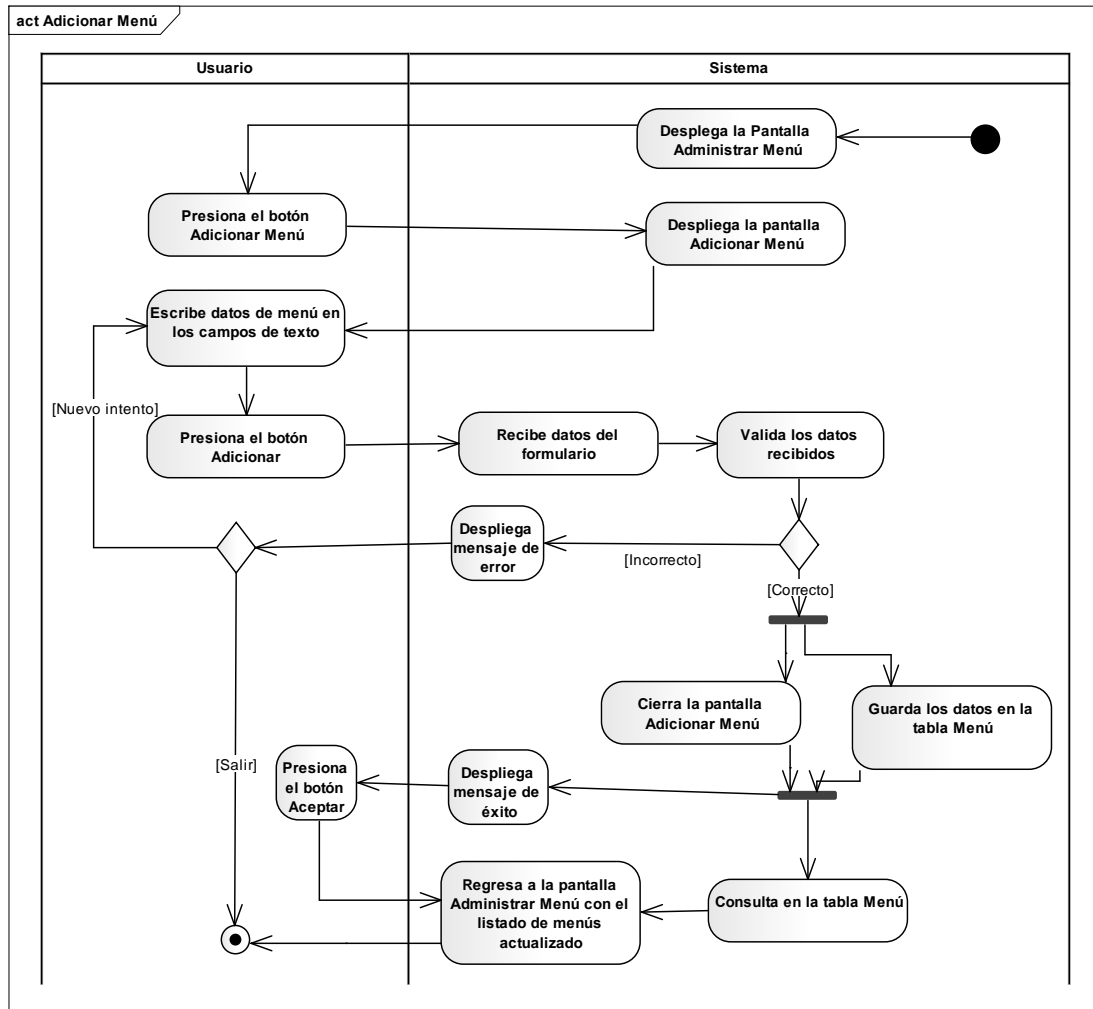 act Adicionar Menú
Usuario
Sistema
Desplega la Pantalla
Administrar Menú
Presiona el botón
Adicionar Menú
Despliega la pantalla
Adicionar Menú
Escribe datos de menú en
los campos de texto
[Nuevo intento]
Presiona el botón
Adicionar
Recibe datos del
formulario
Valida los datos
recibidos
Despliega
mensaje de
error
[Incorrecto]
[Correcto]
Cierra la pantalla
Adicionar Menú
Guarda los datos en la
tabla Menú
[Salir]
Presiona
el botón
Aceptar
Despliega
mensaje de
éxito
Regresa a la pantalla
Administrar Menú con el
listado de menús
actualizado
Consulta en la tabla Menú